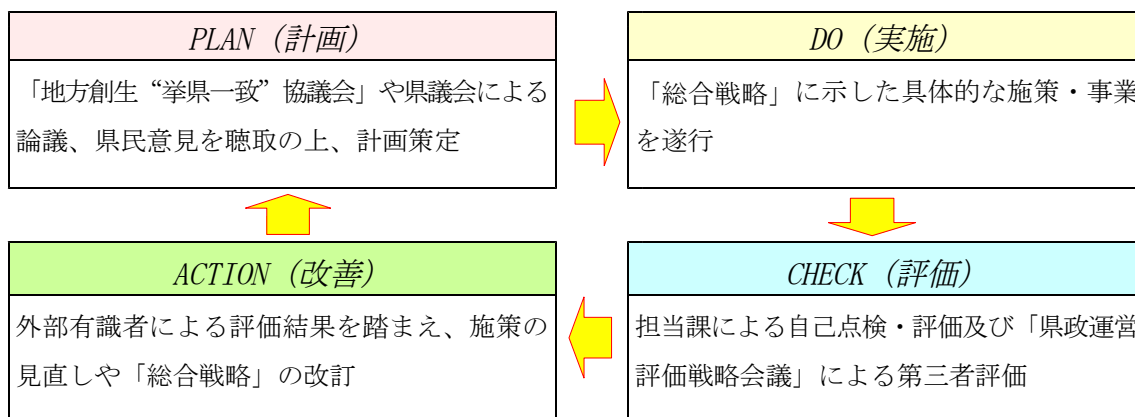 PLAN（計画）
「地方創生“挙県一致”協議会」や県議会による
論議、県民意見を聴取の上、計画策定
DO（実施）
「総合戦略」に示した具体的な施策・事業
を遂行
ACTION（改善）
外部有識者による評価結果を踏まえ、施策の
見直しや「総合戦略」の改訂
CHECK（評価）
担当課による自己点検・評価及び「県政運営
評価戦略会議」による第三者評価